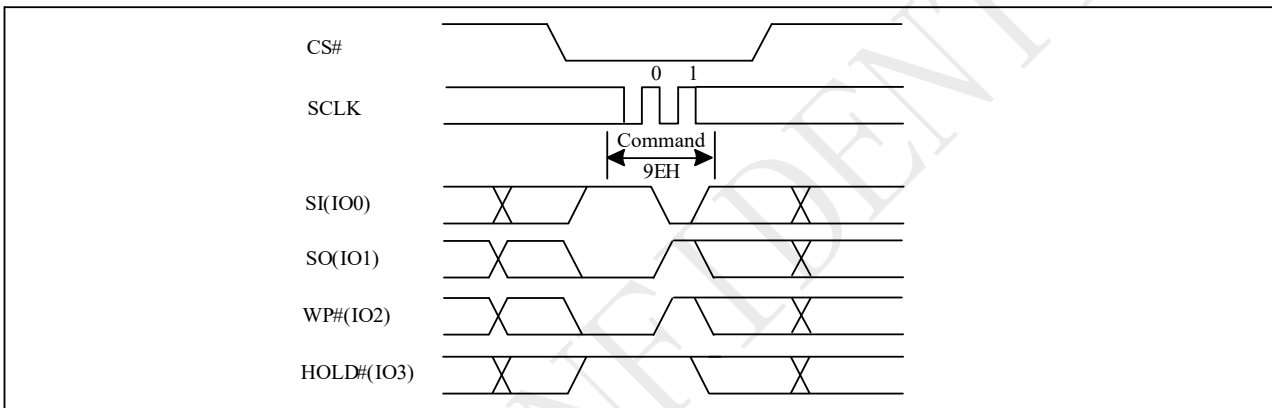 CS#
0 1
SCLK
Command
9EH
SI(IO0)
SO(IO1)
WP#(IO2)
HOLD#(IO3)